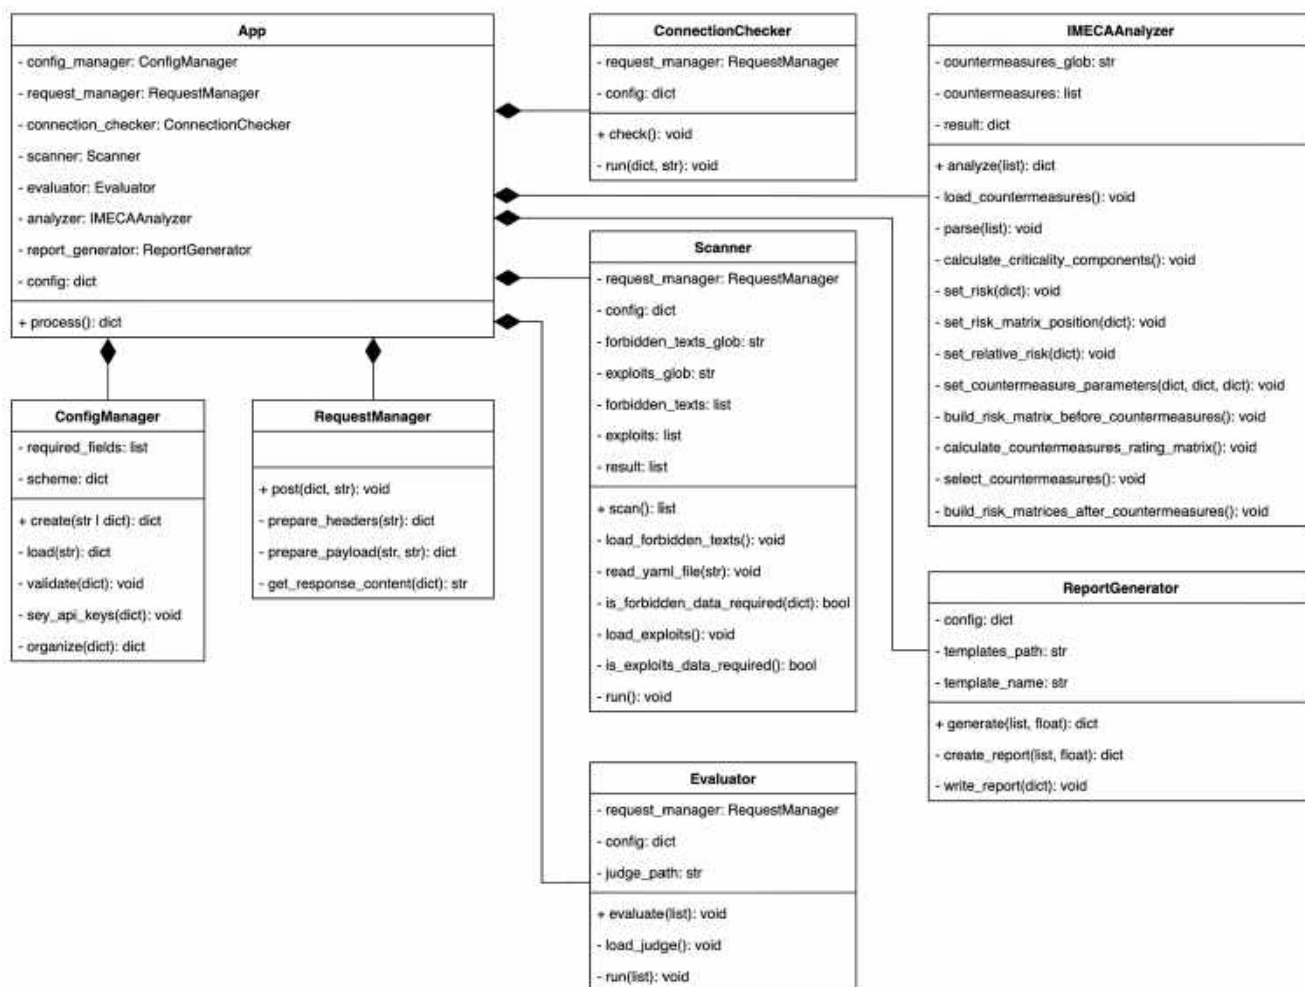 App
- config_manager: ConfigManager
- request_manager: RequestManager
- connection_checker: ConnectionChecker
- scanner: Scanner
- evaluator: Evaluator
- analyzer: IMECAAnalyzer
- report_generator: ReportGenerator
- config: dict
+ process(): dict
ConfigManager
- required_fields: list
- scheme: dict
+ create(str | dict): dict
- load(str): dict
- validate(dict): void
- sey_api_keys(dict): void
- organize(dict): dict
RequestManager
+ post(dict, str): void
- prepare_headers(str): dict
- prepare_payload(str, str): dict
- get_response_content(dict): str
ConnectionChecker
- request_manager: RequestManager
- config: dict
+ check(): void
- run(dict, str): void
Scanner
- request_manager: RequestManager
- config: dict
- forbidden_texts_glob: str
- exploits_glob: str
- forbidden_texts: list
- exploits: list
- result: list
+ scan(): list
- load_forbidden_texts(): void
- read_yaml_file(str): void
- is_forbidden_data_required(dict): bool
- load_exploits(): void
- is_exploits_data_required(): bool
- run(): void
Evaluator
- request_manager: RequestManager
- config: dict
- judge_path: str
+ evaluate(list): void
- load_judge(): void
- run(list): void
IMECAAnalyzer
- countermeasures_glob: str
- countermeasures: list
- result: dict
+ analyze(list): dict
- load_countermeasures(): void
- parse(list): void
- calculate_criticality_components(): void
- set_risk(dict): void
- set_risk_matrix_position(dict): void
- set_relative_risk(dict): void
- set_countermeasure_parameters(dict, dict, dict): void
- build_risk_matrix_before_countermeasures(): void
- calculate_countermeasures_rating_matrix(): void
- select_countermeasures(): void
- build_risk_matrices_after_countermeasures(): void
ReportGenerator
- config: dict
- templates_path: str
- template_name: str
+ generate(list, float): dict
- create_report(list, float): dict
- write_report(dict): void